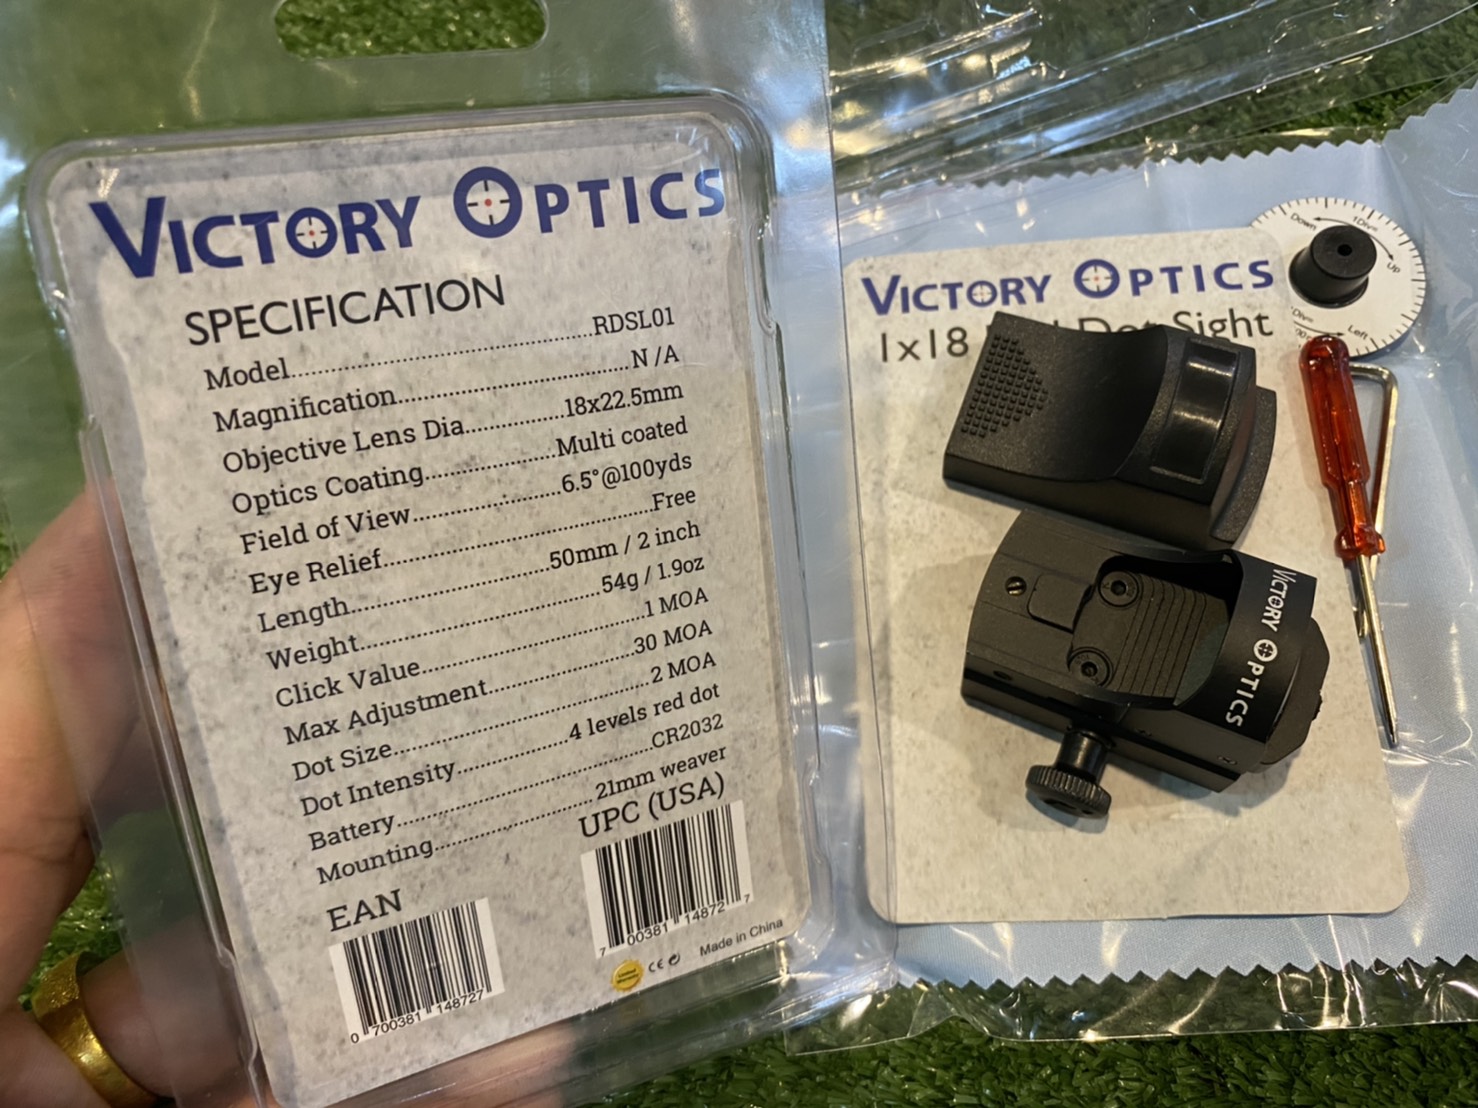 VICTORY OPTICS
SPECIFICATION
Model..........RDSL01
Magnification..........N /A
Objective Lens Dia..........18x22.5mm
Optics Coating..........Multi coated
Field of View..........6.5°@100yds
Eye Relief..........Free
Length..........50mm / 2 inch
Weight..........54g / 1.9oz
Click Value..........1 MOA
Max Adjustment..........30 MOA
Dot Size..........2 MOA
Dot Intensity..........4 levels red dot
Battery..........CR2032
Mounting..........21mm weaver
EAN
0 700381 148727
UPC (USA)
7 00381 14872 7
CE
Made in China
VICTORY OPTICS
1x18 Dot Sight
Down 1Div= Up
Div= Left
VICTORY OPTICS